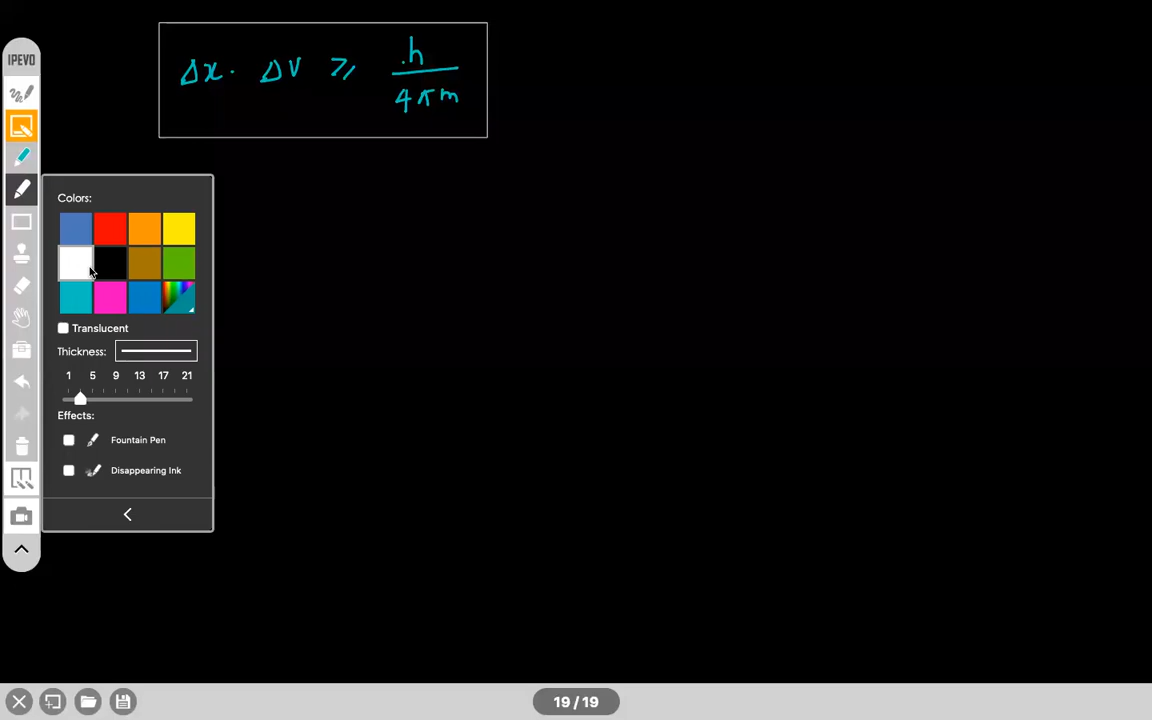 IPEVO
Δx · ΔV ⩾ h / 4πm
Colors:
Translucent
Thickness:
1 5 9 13 17 21
Effects:
Fountain Pen
Disappearing Ink
19 / 19